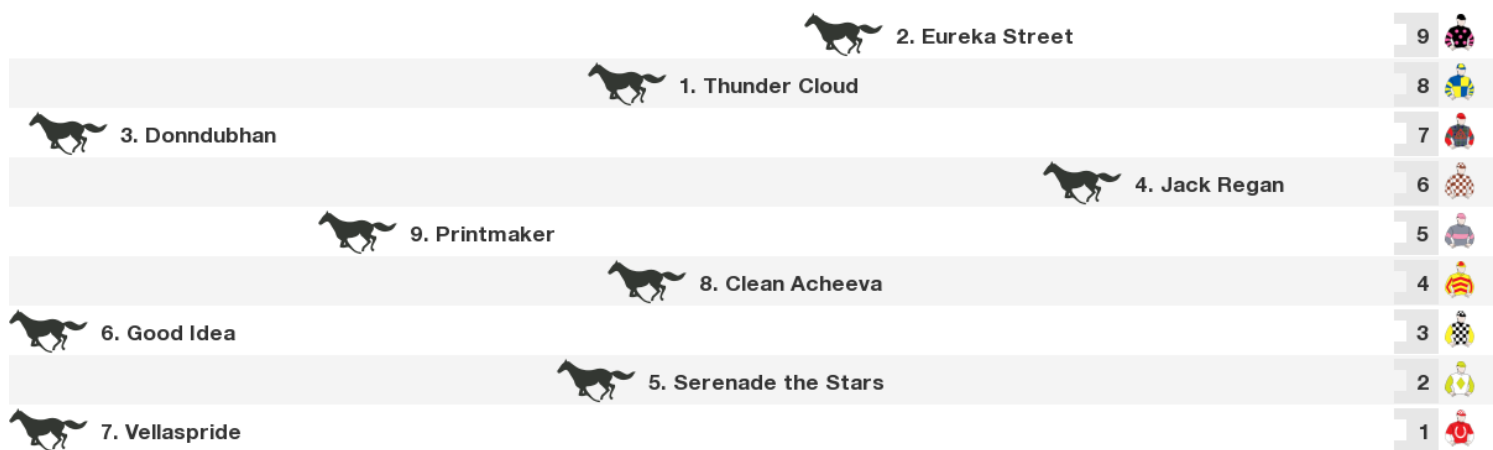 2. Eureka Street 9
1. Thunder Cloud 8
3. Donndubhan 7
4. Jack Regan 6
9. Printmaker 5
8. Clean Acheeva 4
6. Good Idea 3
5. Serenade the Stars 2
7. Vellaspride 1